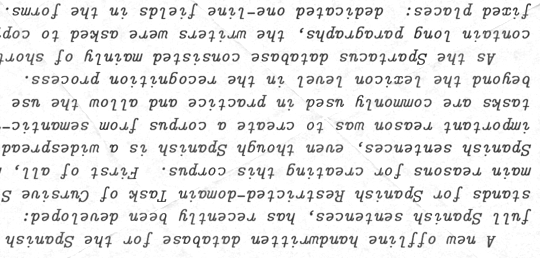 A new offline handwritten database for the Spanish
full Spanish sentences, has recently been developed:
stands for Spanish Restricted-domain Task of Cursive S
main reasons for creating this corpus. First of all,
Spanish sentences, even though Spanish is a widespread
important reason was to create a corpus from semantic-
tasks are commonly used in practice and allow the use
beyond the lexicon level in the recognition process.
As the Spartacus database consisted mainly of short
contain long paragraphs, the writers were asked to copy
fixed places: dedicated one-line fields in the forms.